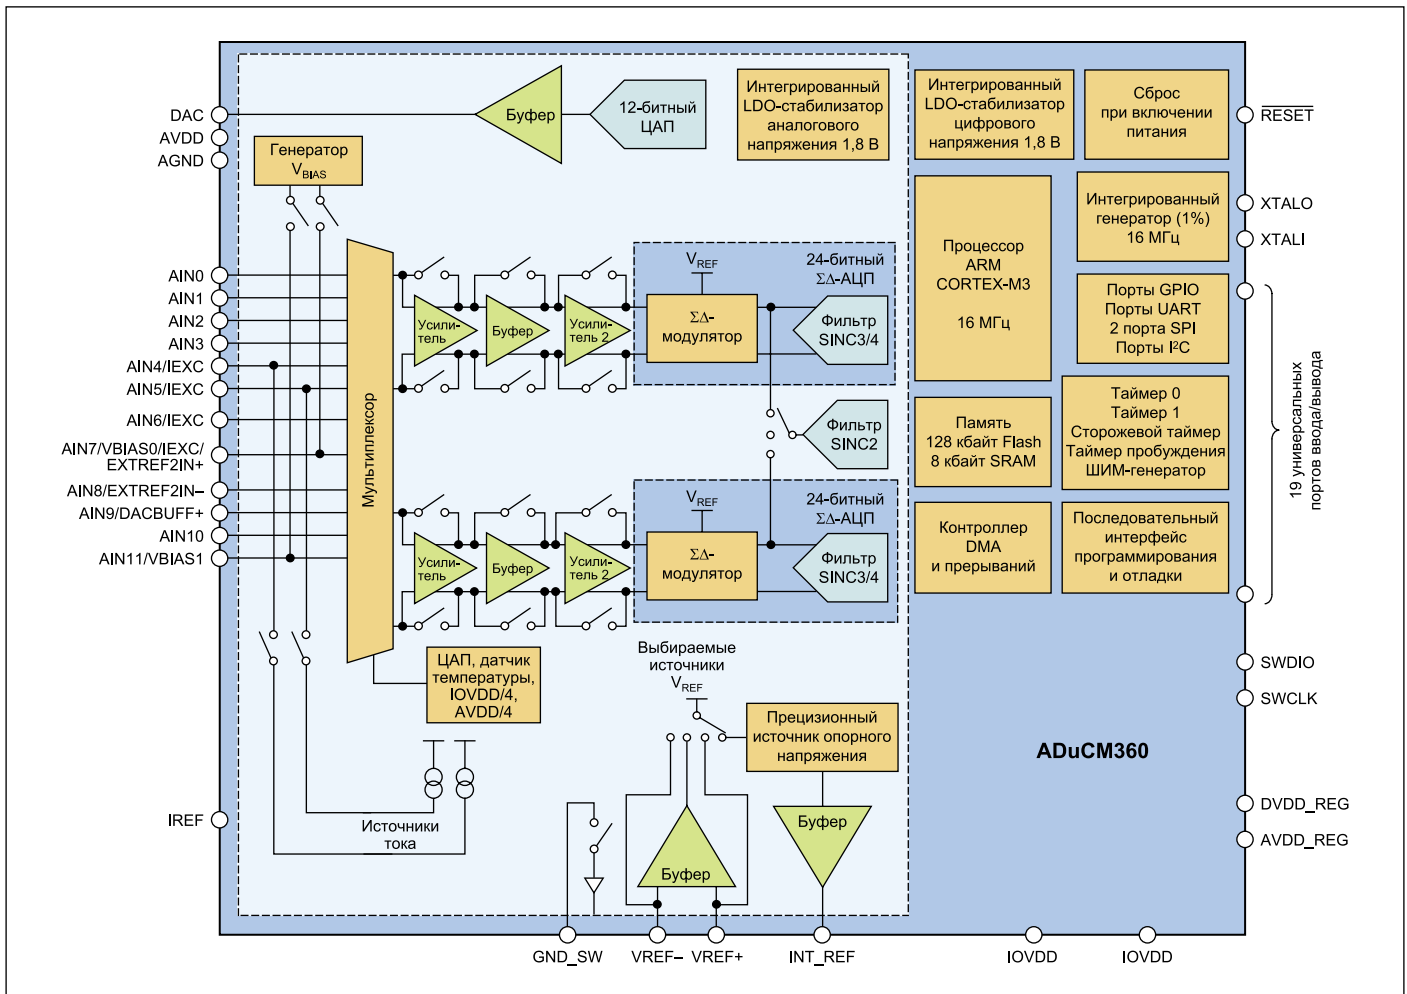 DAC
AVDD
AGND
Генератор
VBIAS
Буфер
12-битный
ЦАП
Интегрированный
LDO-стабилизатор
аналогового
напряжения 1,8 В
Интегрированный
LDO-стабилизатор
цифрового
напряжения 1,8 В
Сброс
при включении
питания
RESET
Интегрированный
генератор (1%)
16 МГц
XTALO
XTALI
Процессор
ARM
CORTEX-M3
16 МГц
Порты GPIO
Порты UART
2 порта SPI
Порты I²C
AIN0
AIN1
AIN2
AIN3
AIN4/IEXC
AIN5/IEXC
AIN6/IEXC
AIN7/VBIAS0/IEXC/
EXTREF2IN+
AIN8/EXTREF2IN–
AIN9/DACBUFF+
AIN10
AIN11/VBIAS1
Мультиплексор
Усили-
тель
Буфер
Усили-
тель 2
VREF
24-битный
ΣΔ-АЦП
ΣΔ-
модулятор
Фильтр
SINC3/4
Фильтр
SINC2
Усили-
тель
Буфер
Усили-
тель 2
VREF
24-битный
ΣΔ-АЦП
ΣΔ-
модулятор
Фильтр
SINC3/4
Память
128 кбайт Flash
8 кбайт SRAM
Таймер 0
Таймер 1
Сторожевой таймер
Таймер пробуждения
ШИМ-генератор
19 универсальных
портов ввода/вывода
Контроллер
DMA
и прерываний
Последовательный
интерфейс
программирования
и отладки
SWDIO
SWCLK
ЦАП, датчик
температуры,
IOVDD/4,
AVDD/4
Выбираемые
источники
VREF
Прецизионный
источник опорного
напряжения
ADuCM360
IREF
Источники
тока
Буфер
Буфер
DVDD_REG
AVDD_REG
GND_SW
VREF–
VREF+
INT_REF
IOVDD
IOVDD